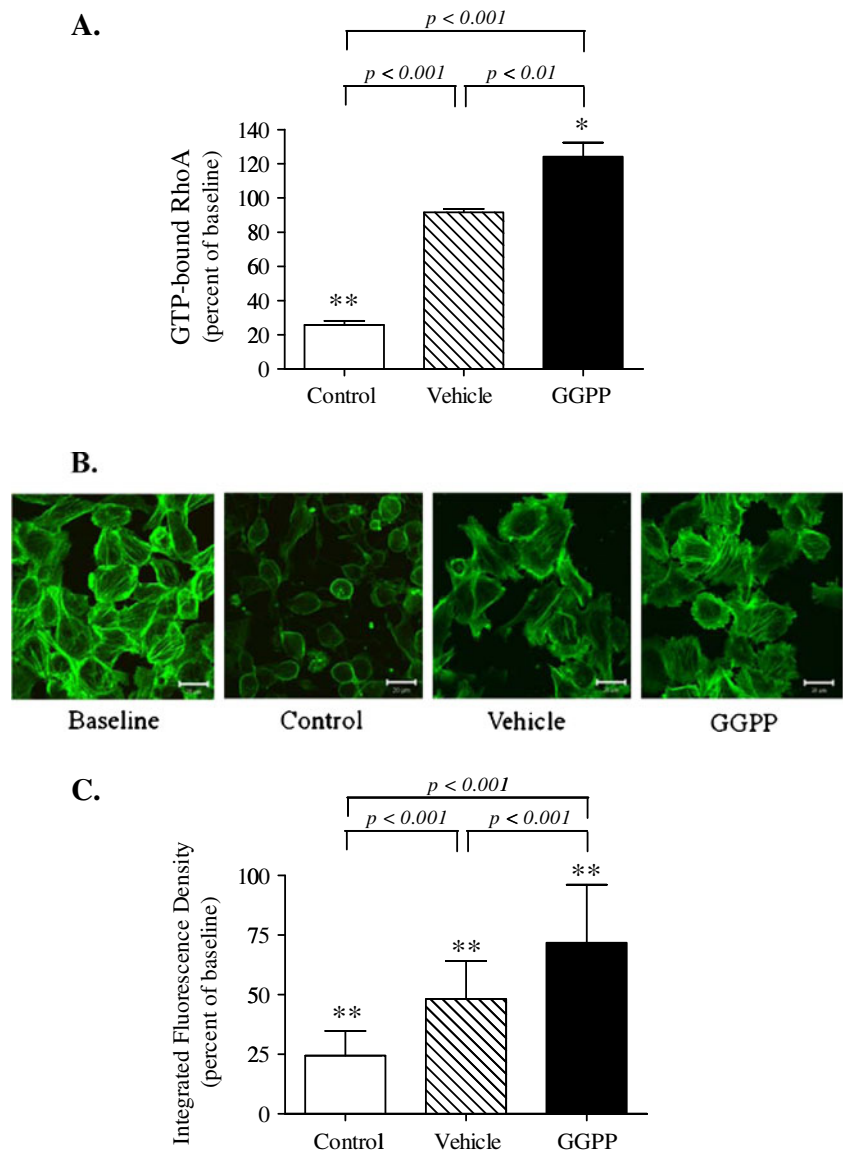 A.
p < 0.001
p < 0.001 p < 0.01
GTP-bound RhoA
(percent of baseline)
140
120
100
80
60
40
20
0
**
*
Control Vehicle GGPP
B.
20 µm
Baseline Control Vehicle GGPP
C.
p < 0.001
p < 0.001 p < 0.001
Integrated Fluorescence Density
(percent of baseline)
100
75
50
25
0
**
**
**
Control Vehicle GGPP